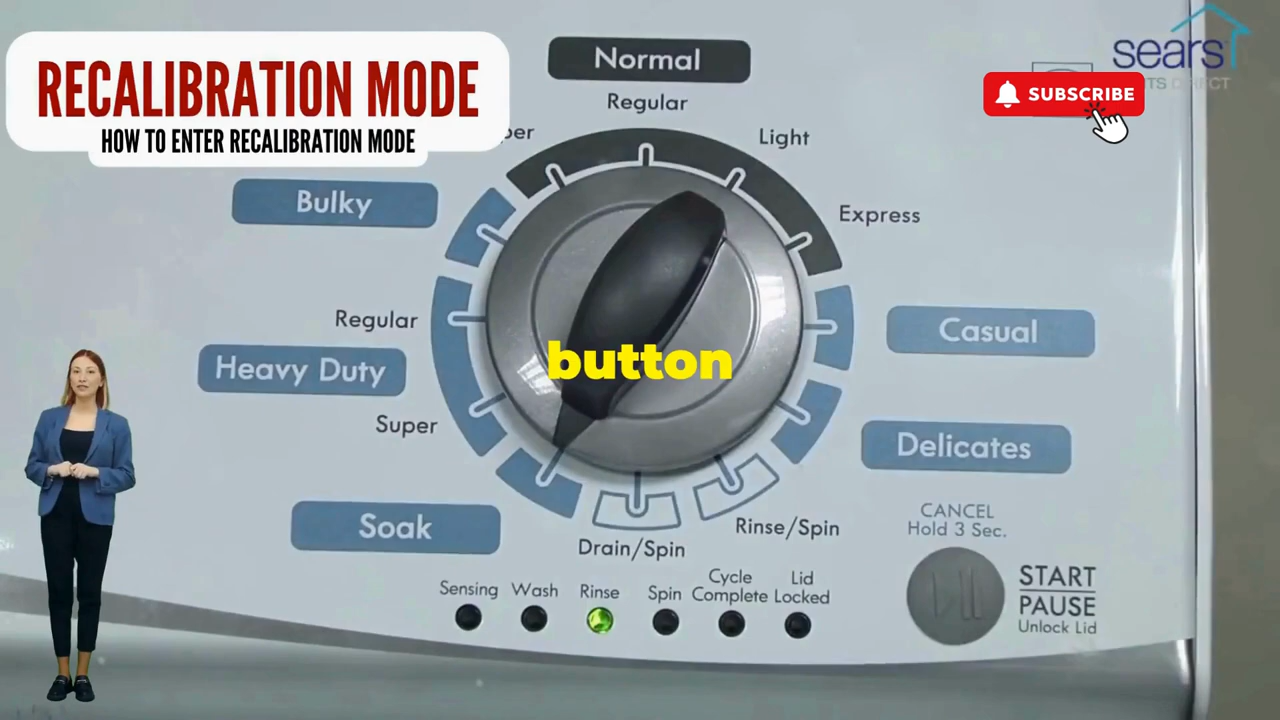 RECALIBRATION MODE
HOW TO ENTER RECALIBRATION MODE
sears
DIRECT
SUBSCRIBE
Normal
Regular
Light
Express
Bulky
Regular
Heavy Duty
Super
Soak
button
Casual
Delicates
Rinse/Spin
Drain/Spin
CANCEL
Hold 3 Sec.
START
PAUSE
Unlock Lid
Sensing
Wash
Rinse
Spin
Cycle
Complete
Lid
Locked